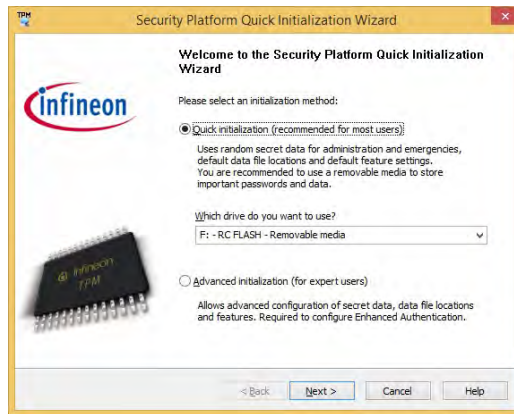 TPM
Security Platform Quick Initialization Wizard
Welcome to the Security Platform Quick Initialization
Wizard
infineon
Please select an initialization method:
Quick initialization (recommended for most users)
Uses random secret data for administration and emergencies,
default data file locations and default feature settings.
You are recommended to use a removable media to store
important passwords and data.
Which drive do you want to use?
F: - RC FLASH - Removable media
infineon
TPM
Advanced initialization (for expert users)
Allows advanced configuration of secret data, data file locations
and features. Required to configure Enhanced Authentication.
< Back
Next >
Cancel
Help